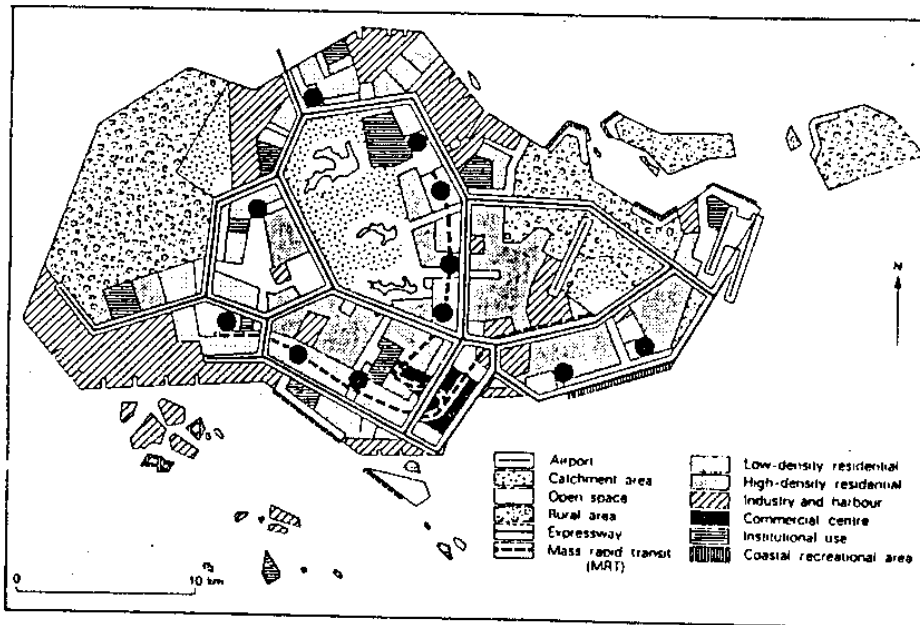 N
Airport
Catchment area
Open space
Rural area
Expressway
Mass rapid transit
(MRT)
Low-density residential
High-density residential
Industry and harbour
Commercial centre
Institutional use
Coastal recreational area
0
10 km